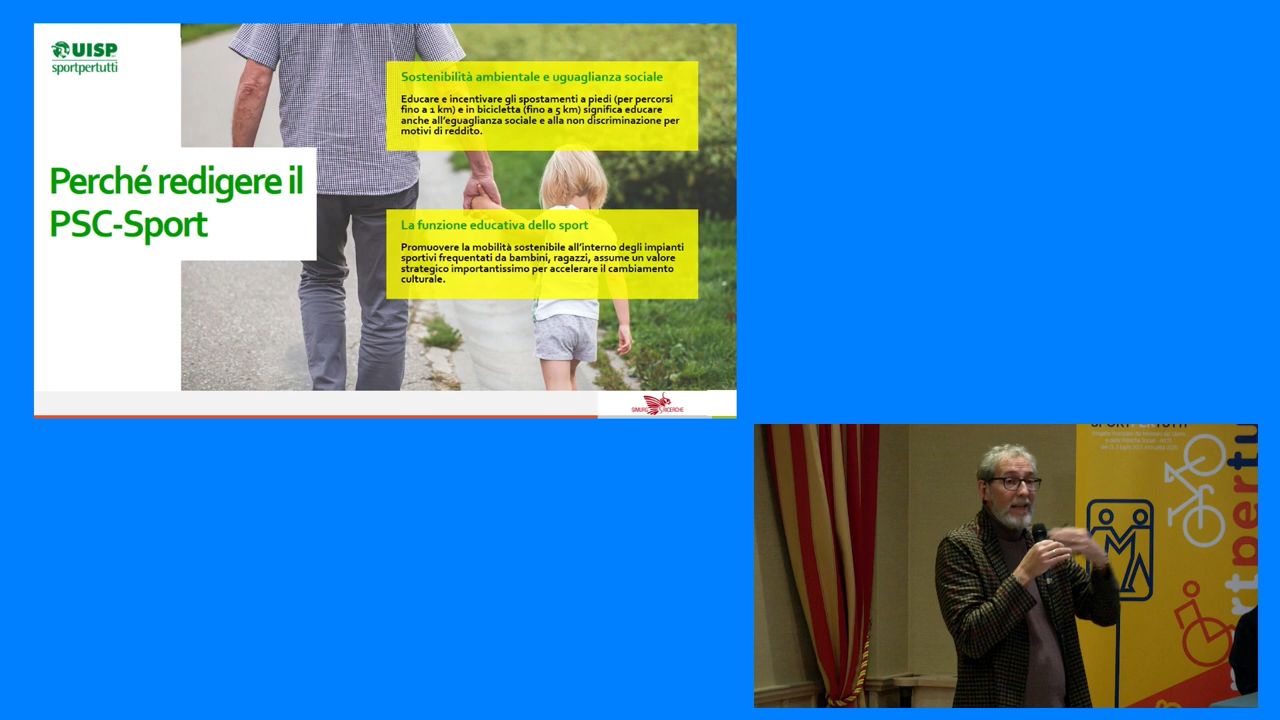 UISP
sportpertutti
Perché redigere il
PSC-Sport
Sostenibilità ambientale e uguaglianza sociale
Educare e incentivare gli spostamenti a piedi (per percorsi
fino a 1 km) e in bicicletta (fino a 5 km) significa educare
anche all'eguaglianza sociale e alla non discriminazione per
motivi di reddito.
La funzione educativa dello sport
Promuovere la mobilità sostenibile all'interno degli impianti
sportivi frequentati da bambini, ragazzi, assume un valore
strategico importantissimo per accelerare il cambiamento
culturale.
SIMURG RICERCHE
SPORTPERTUTTI
rtpertu